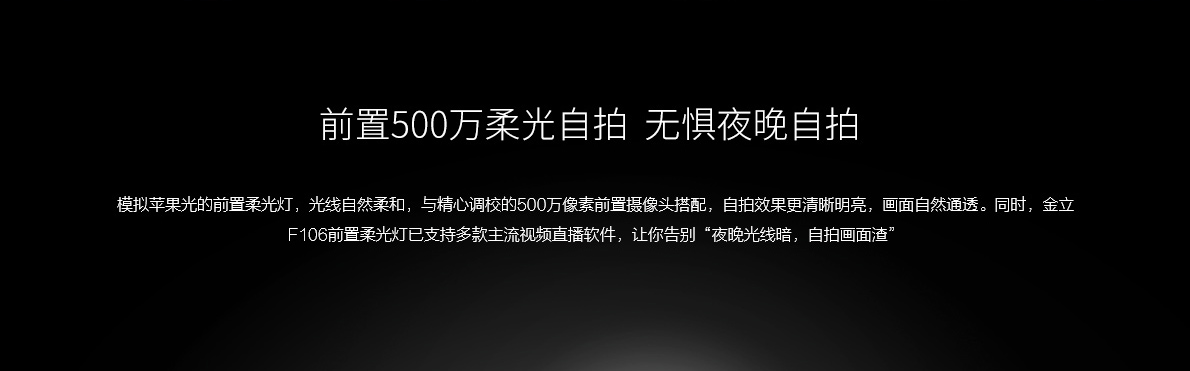 前置500万柔光自拍 无惧夜晚自拍
模拟苹果光的前置柔光灯，光线自然柔和，与精心调校的500万像素前置摄像头搭配，自拍效果更清晰明亮，画面自然通透。同时，金立
F106前置柔光灯已支持多款主流视频直播软件，让你告别“夜晚光线暗，自拍画面渣”